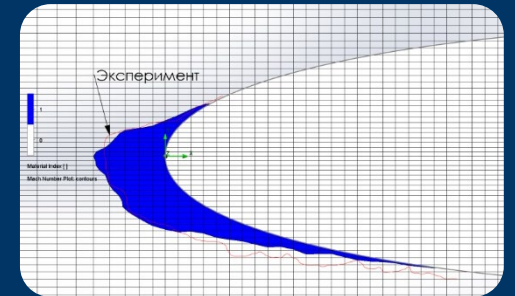 Эксперимент
1
0
Material Index [ ]
Mach Number Plot: contours